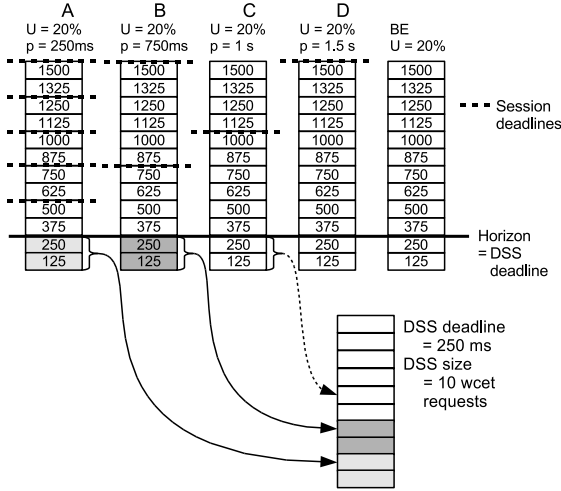 A B C D
U = 20% U = 20% U = 20% U = 20% BE
p = 250ms p = 750ms p = 1 s p = 1.5 s U = 20%
1500 1500 1500 1500 1500
1325 1325 1325 1325 1325
1250 1250 1250 1250 1250
1125 1125 1125 1125 1125
1000 1000 1000 1000 1000
875 875 875 875 875
750 750 750 750 750
625 625 625 625 625
500 500 500 500 500
375 375 375 375 375
250 250 250 250 250
125 125 125 125 125
Session
deadlines
Horizon
= DSS
deadline
DSS deadline
= 250 ms
DSS size
= 10 wcet
requests